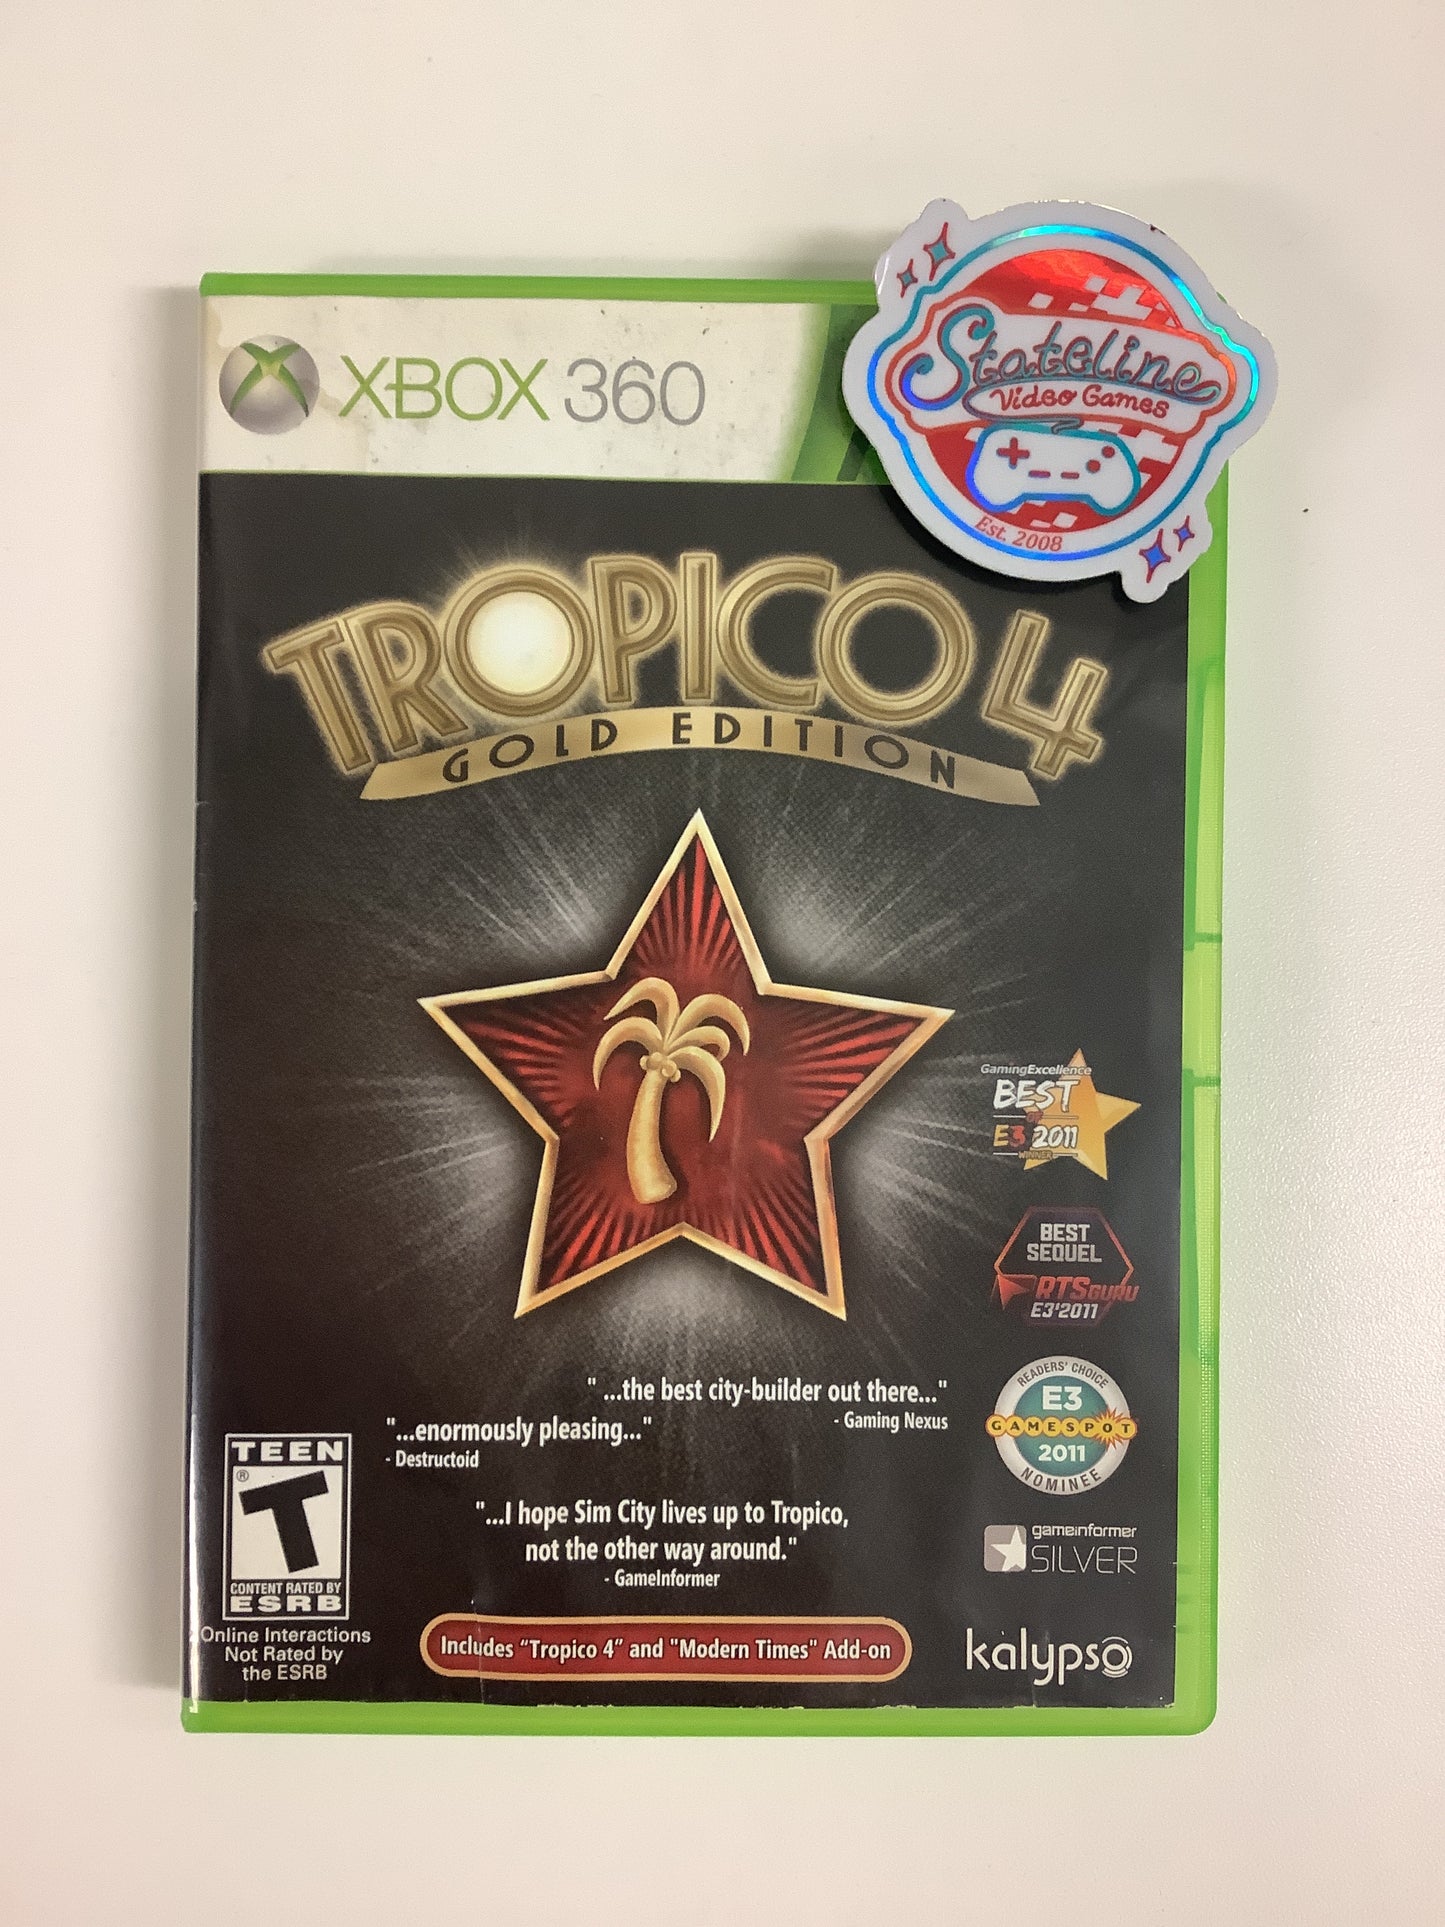 XBOX 360
Stateline
Video Games
Est. 2008
TROPICO 4
GOLD EDITION
GamingExcellence
BEST
OF
E3 2011
WINNER
BEST
SEQUEL
RTSGURU
E3'2011
READERS' CHOICE
E3
GAMESPOT
2011
NOMINEE
gameinformer
SILVER
" ...the best city-builder out there..."
- Gaming Nexus
"...enormously pleasing..."
- Destructoid
"...I hope Sim City lives up to Tropico,
not the other way around."
- GameInformer
TEEN
T
®
CONTENT RATED BY
ESRB
Online Interactions
Not Rated by
the ESRB
Includes “Tropico 4” and "Modern Times" Add-on
kalypso